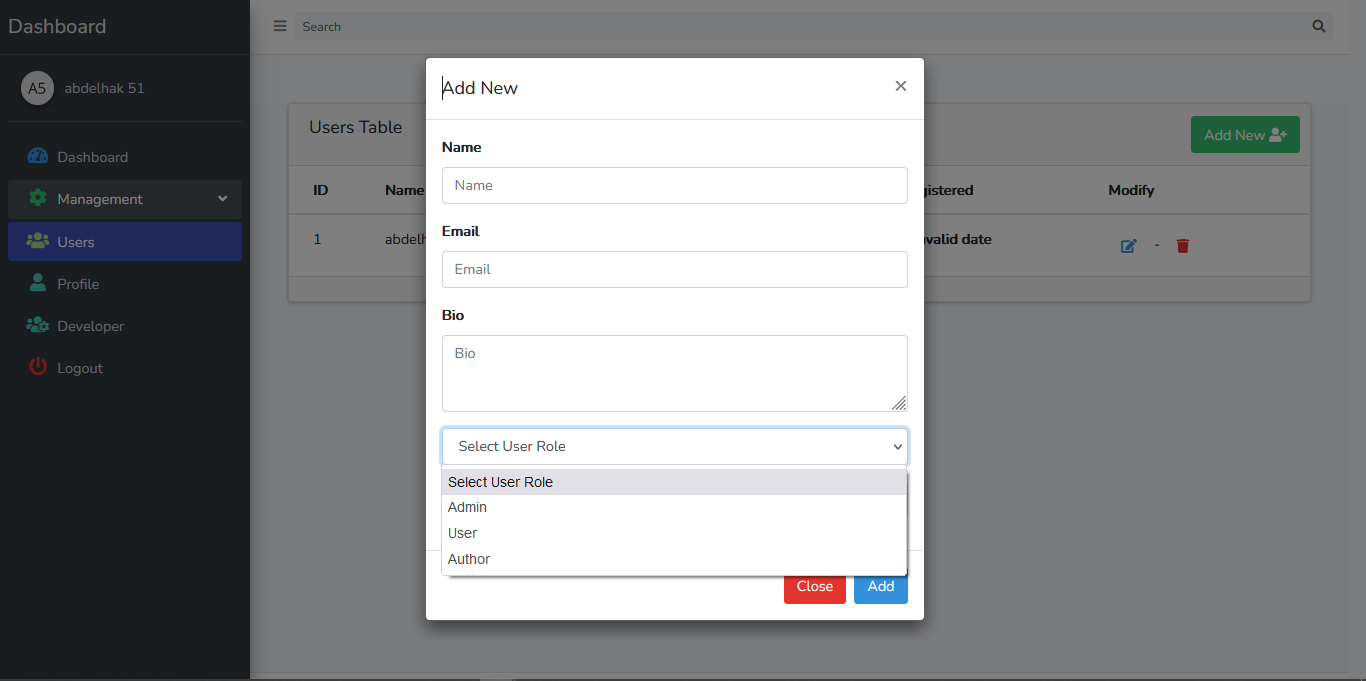 Dashboard
Search
A5 abdelhak 51
Dashboard
Management
Users
Profile
Developer
Logout
Users Table
Add New
ID Name gistered Modify
1 abdelh valid date -
Add New ×
Name
Name
Email
Email
Bio
Bio
Select User Role
Select User Role
Admin
User
Author
Close Add